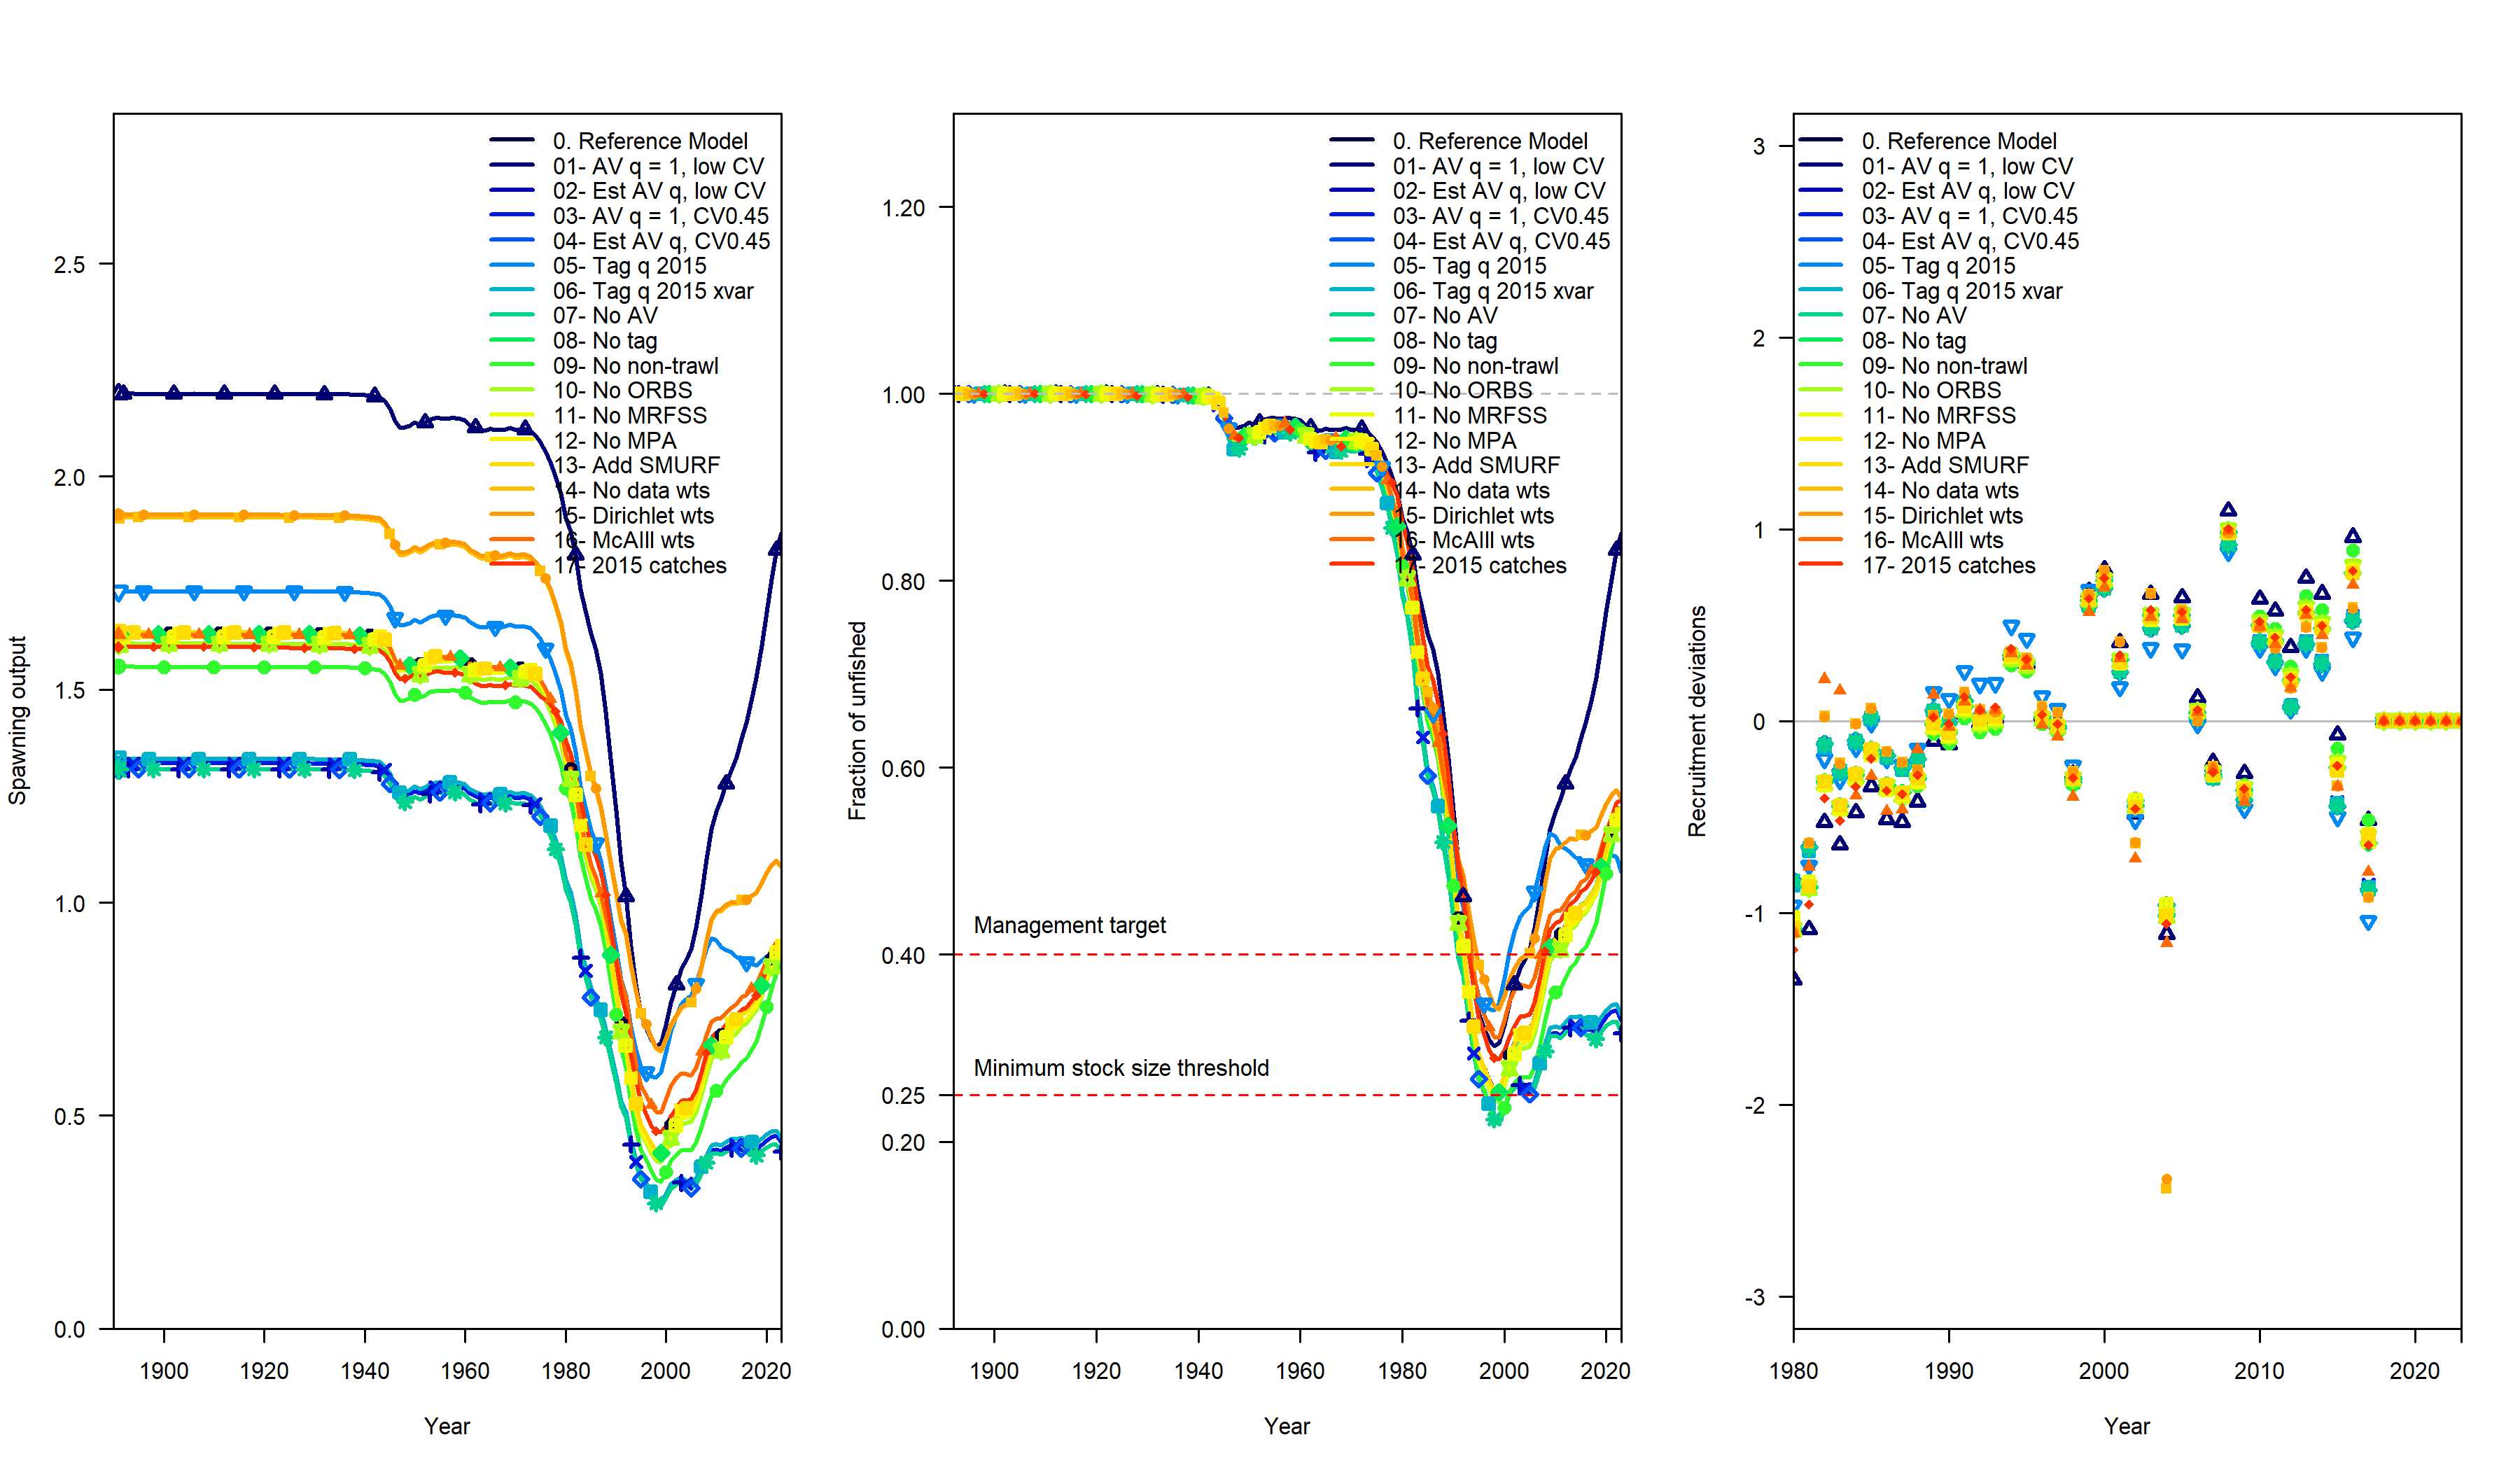 Spawning output
2.5
2.0
1.5
1.0
0.5
0.0
1900 1920 1940 1960 1980 2000 2020
Year
0. Reference Model
01- AV q = 1, low CV
02- Est AV q, low CV
03- AV q = 1, CV0.45
04- Est AV q, CV0.45
05- Tag q 2015
06- Tag q 2015 xvar
07- No AV
08- No tag
09- No non-trawl
10- No ORBS
11- No MRFSS
12- No MPA
13- Add SMURF
14- No data wts
15- Dirichlet wts
16- McAlll wts
17- 2015 catches
Fraction of unfished
1.20
1.00
0.80
0.60
0.40
0.25
0.20
0.00
1900 1920 1940 1960 1980 2000 2020
Year
0. Reference Model
01- AV q = 1, low CV
02- Est AV q, low CV
03- AV q = 1, CV0.45
04- Est AV q, CV0.45
05- Tag q 2015
06- Tag q 2015 xvar
07- No AV
08- No tag
09- No non-trawl
10- No ORBS
11- No MRFSS
12- No MPA
13- Add SMURF
14- No data wts
15- Dirichlet wts
16- McAlll wts
17- 2015 catches
Management target
Minimum stock size threshold
Recruitment deviations
3
2
1
0
-1
-2
-3
1980 1990 2000 2010 2020
Year
0. Reference Model
01- AV q = 1, low CV
02- Est AV q, low CV
03- AV q = 1, CV0.45
04- Est AV q, CV0.45
05- Tag q 2015
06- Tag q 2015 xvar
07- No AV
08- No tag
09- No non-trawl
10- No ORBS
11- No MRFSS
12- No MPA
13- Add SMURF
14- No data wts
15- Dirichlet wts
16- McAlll wts
17- 2015 catches